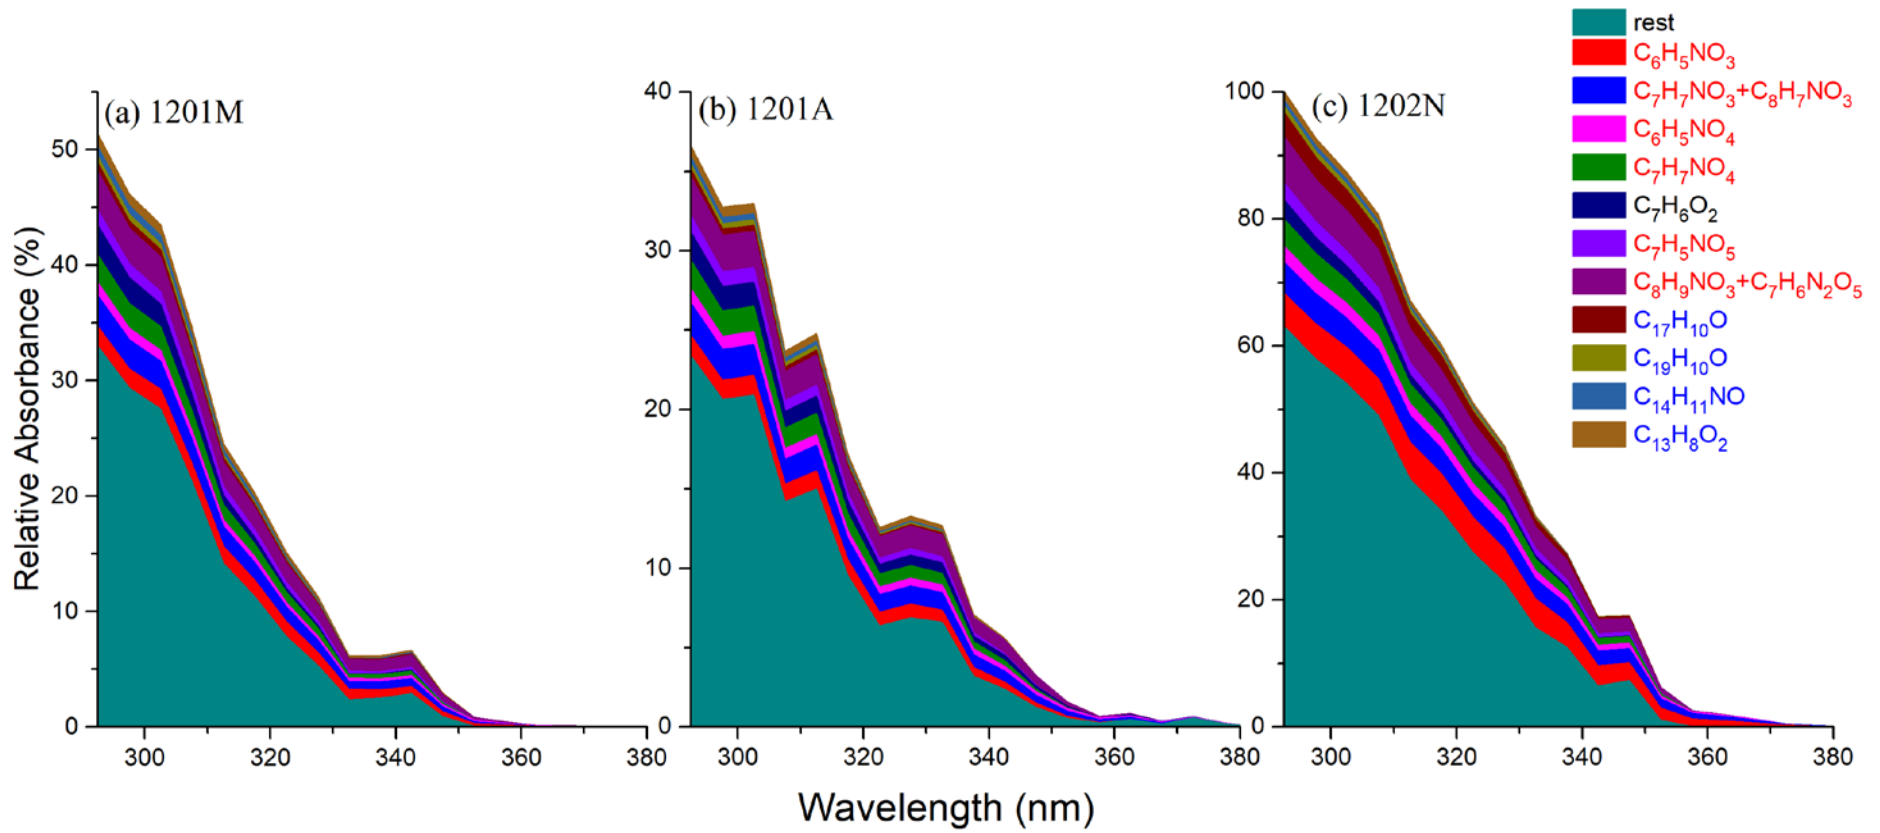 rest
C6H5NO3
C7H7NO3+C8H7NO3
C6H5NO4
C7H7NO4
C7H6O2
C7H5NO5
C8H9NO3+C7H6N2O5
C17H10O
C19H10O
C14H11NO
C13H8O2
(a) 1201M
(b) 1201A
(c) 1202N
Relative Absorbance (%)
50
40
30
20
10
0
300 320 340 360 380
40
30
20
10
0
300 320 340 360 380
100
80
60
40
20
0
300 320 340 360 380
Wavelength (nm)